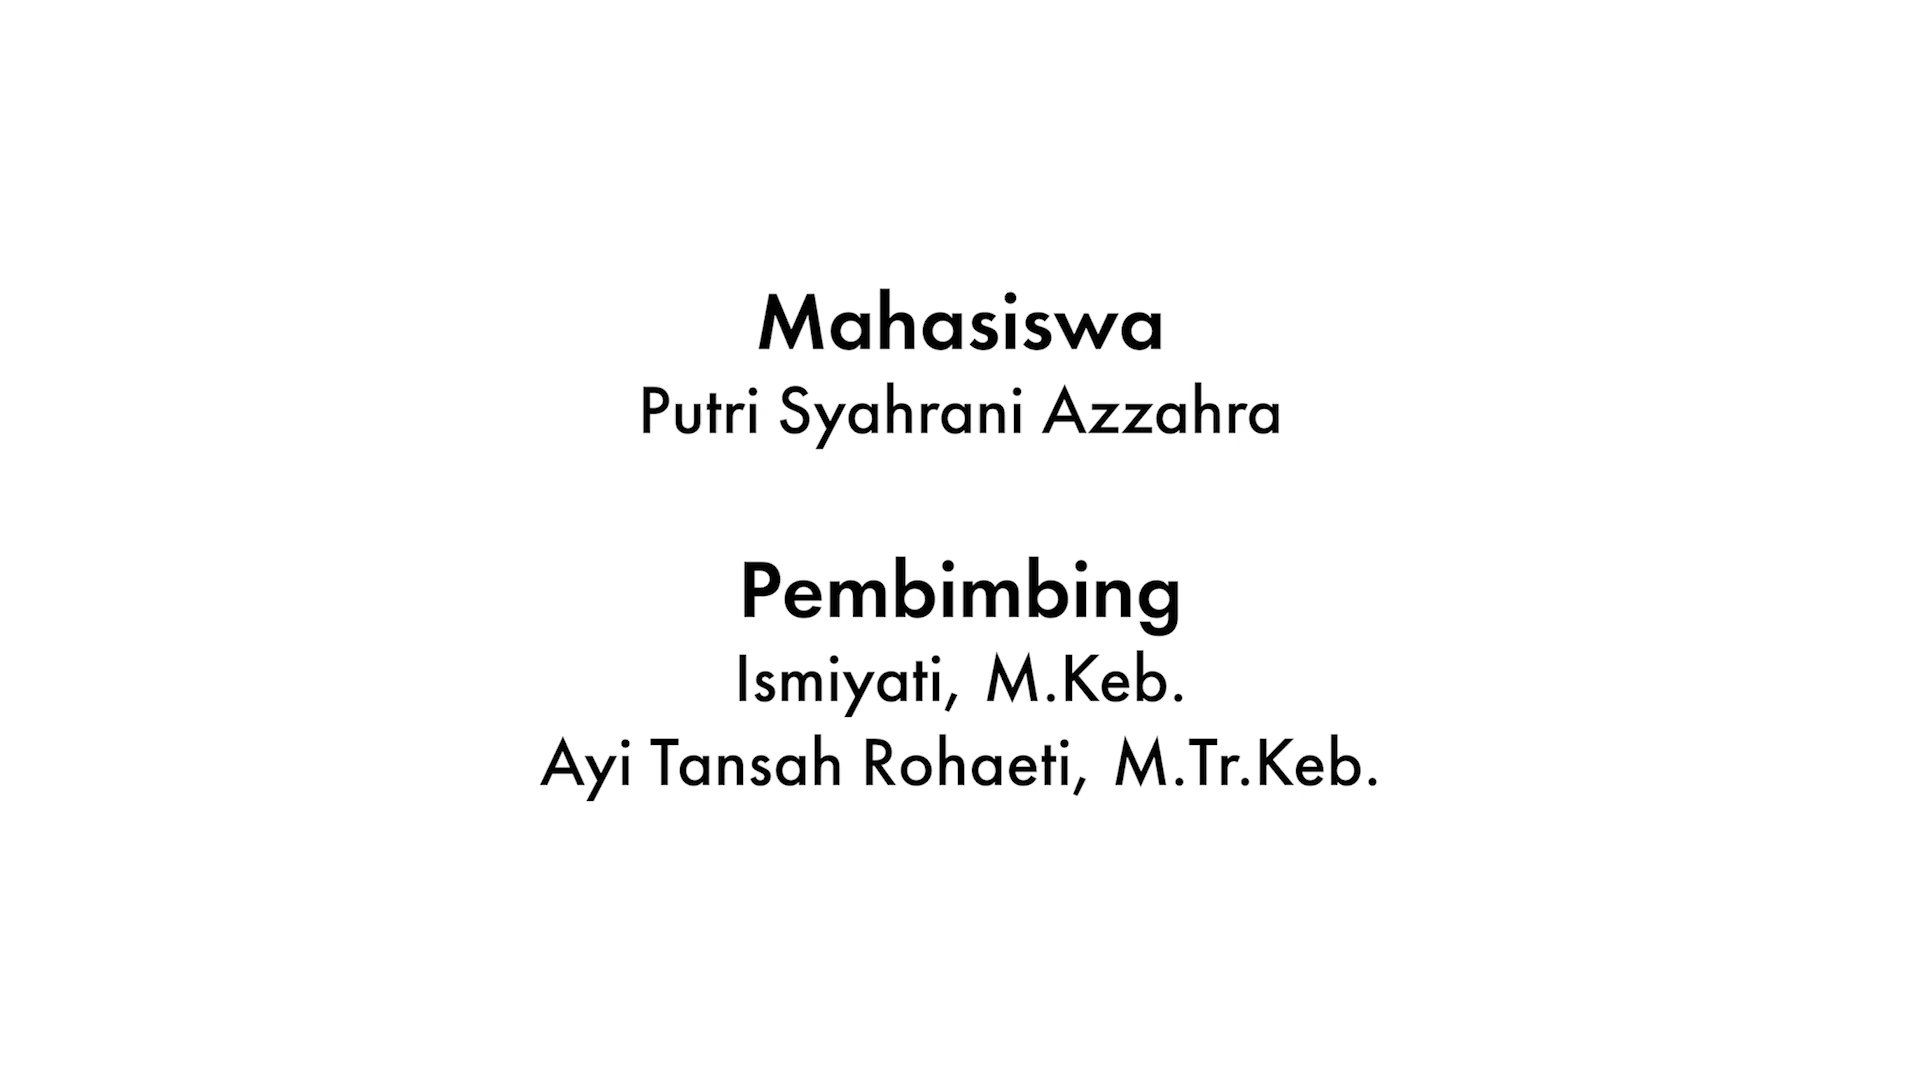 Mahasiswa
Putri Syahrani Azzahra
Pembimbing
Ismiyati, M.Keb.
Ayi Tansah Rohaeti, M.Tr.Keb.